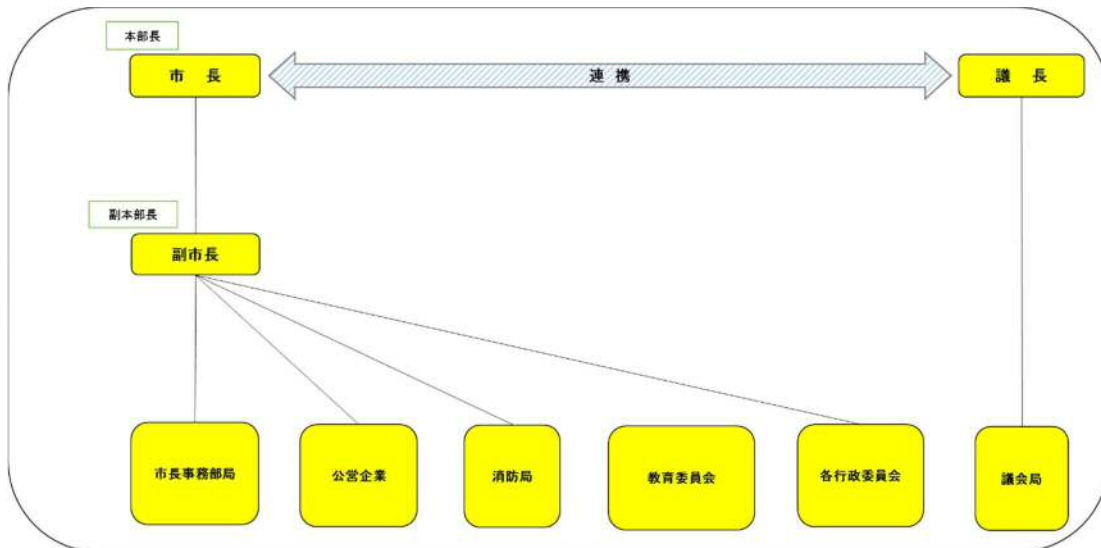 本部長
市 長
連 携
議 長
副本部長
副市長
市長事務部局
公営企業
消防局
教育委員会
各行政委員会
議会局